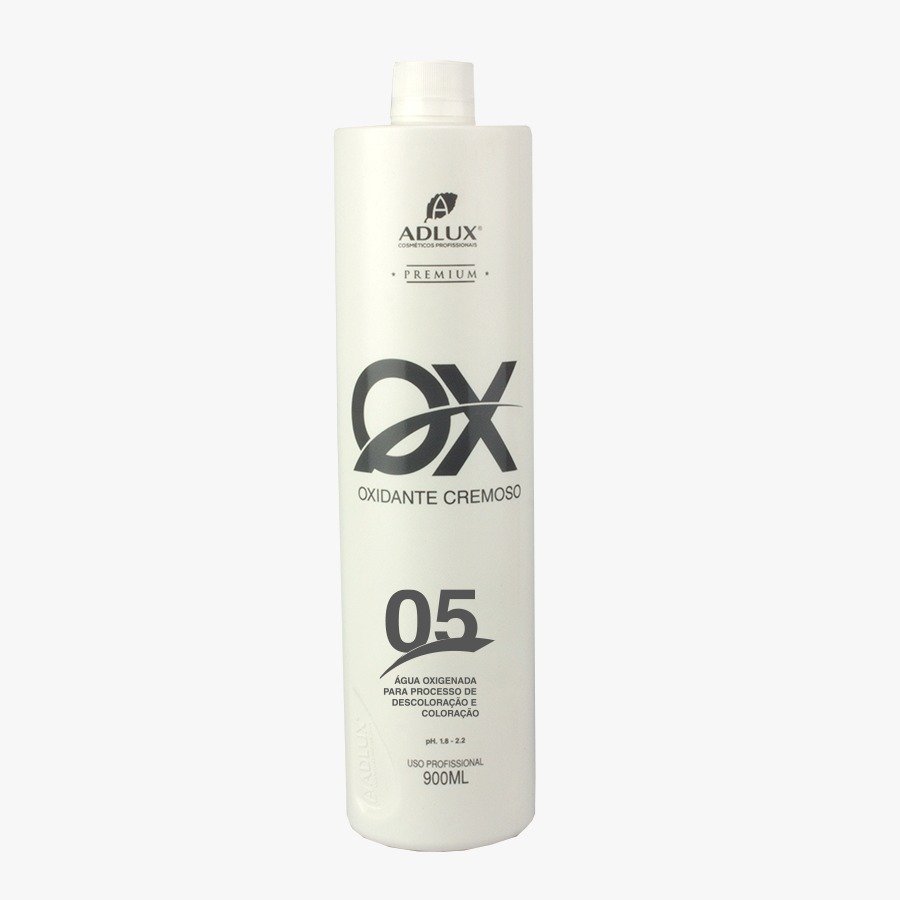 ADLUX®
COSMÉTICOS PROFISSIONAIS
• PREMIUM •
OX
OXIDANTE CREMOSO
05
ÁGUA OXIGENADA
PARA PROCESSO DE
DESCOLORAÇÃO E
COLORAÇÃO
pH. 1.8 - 2.2
USO PROFISSIONAL
900ML
ADLUX